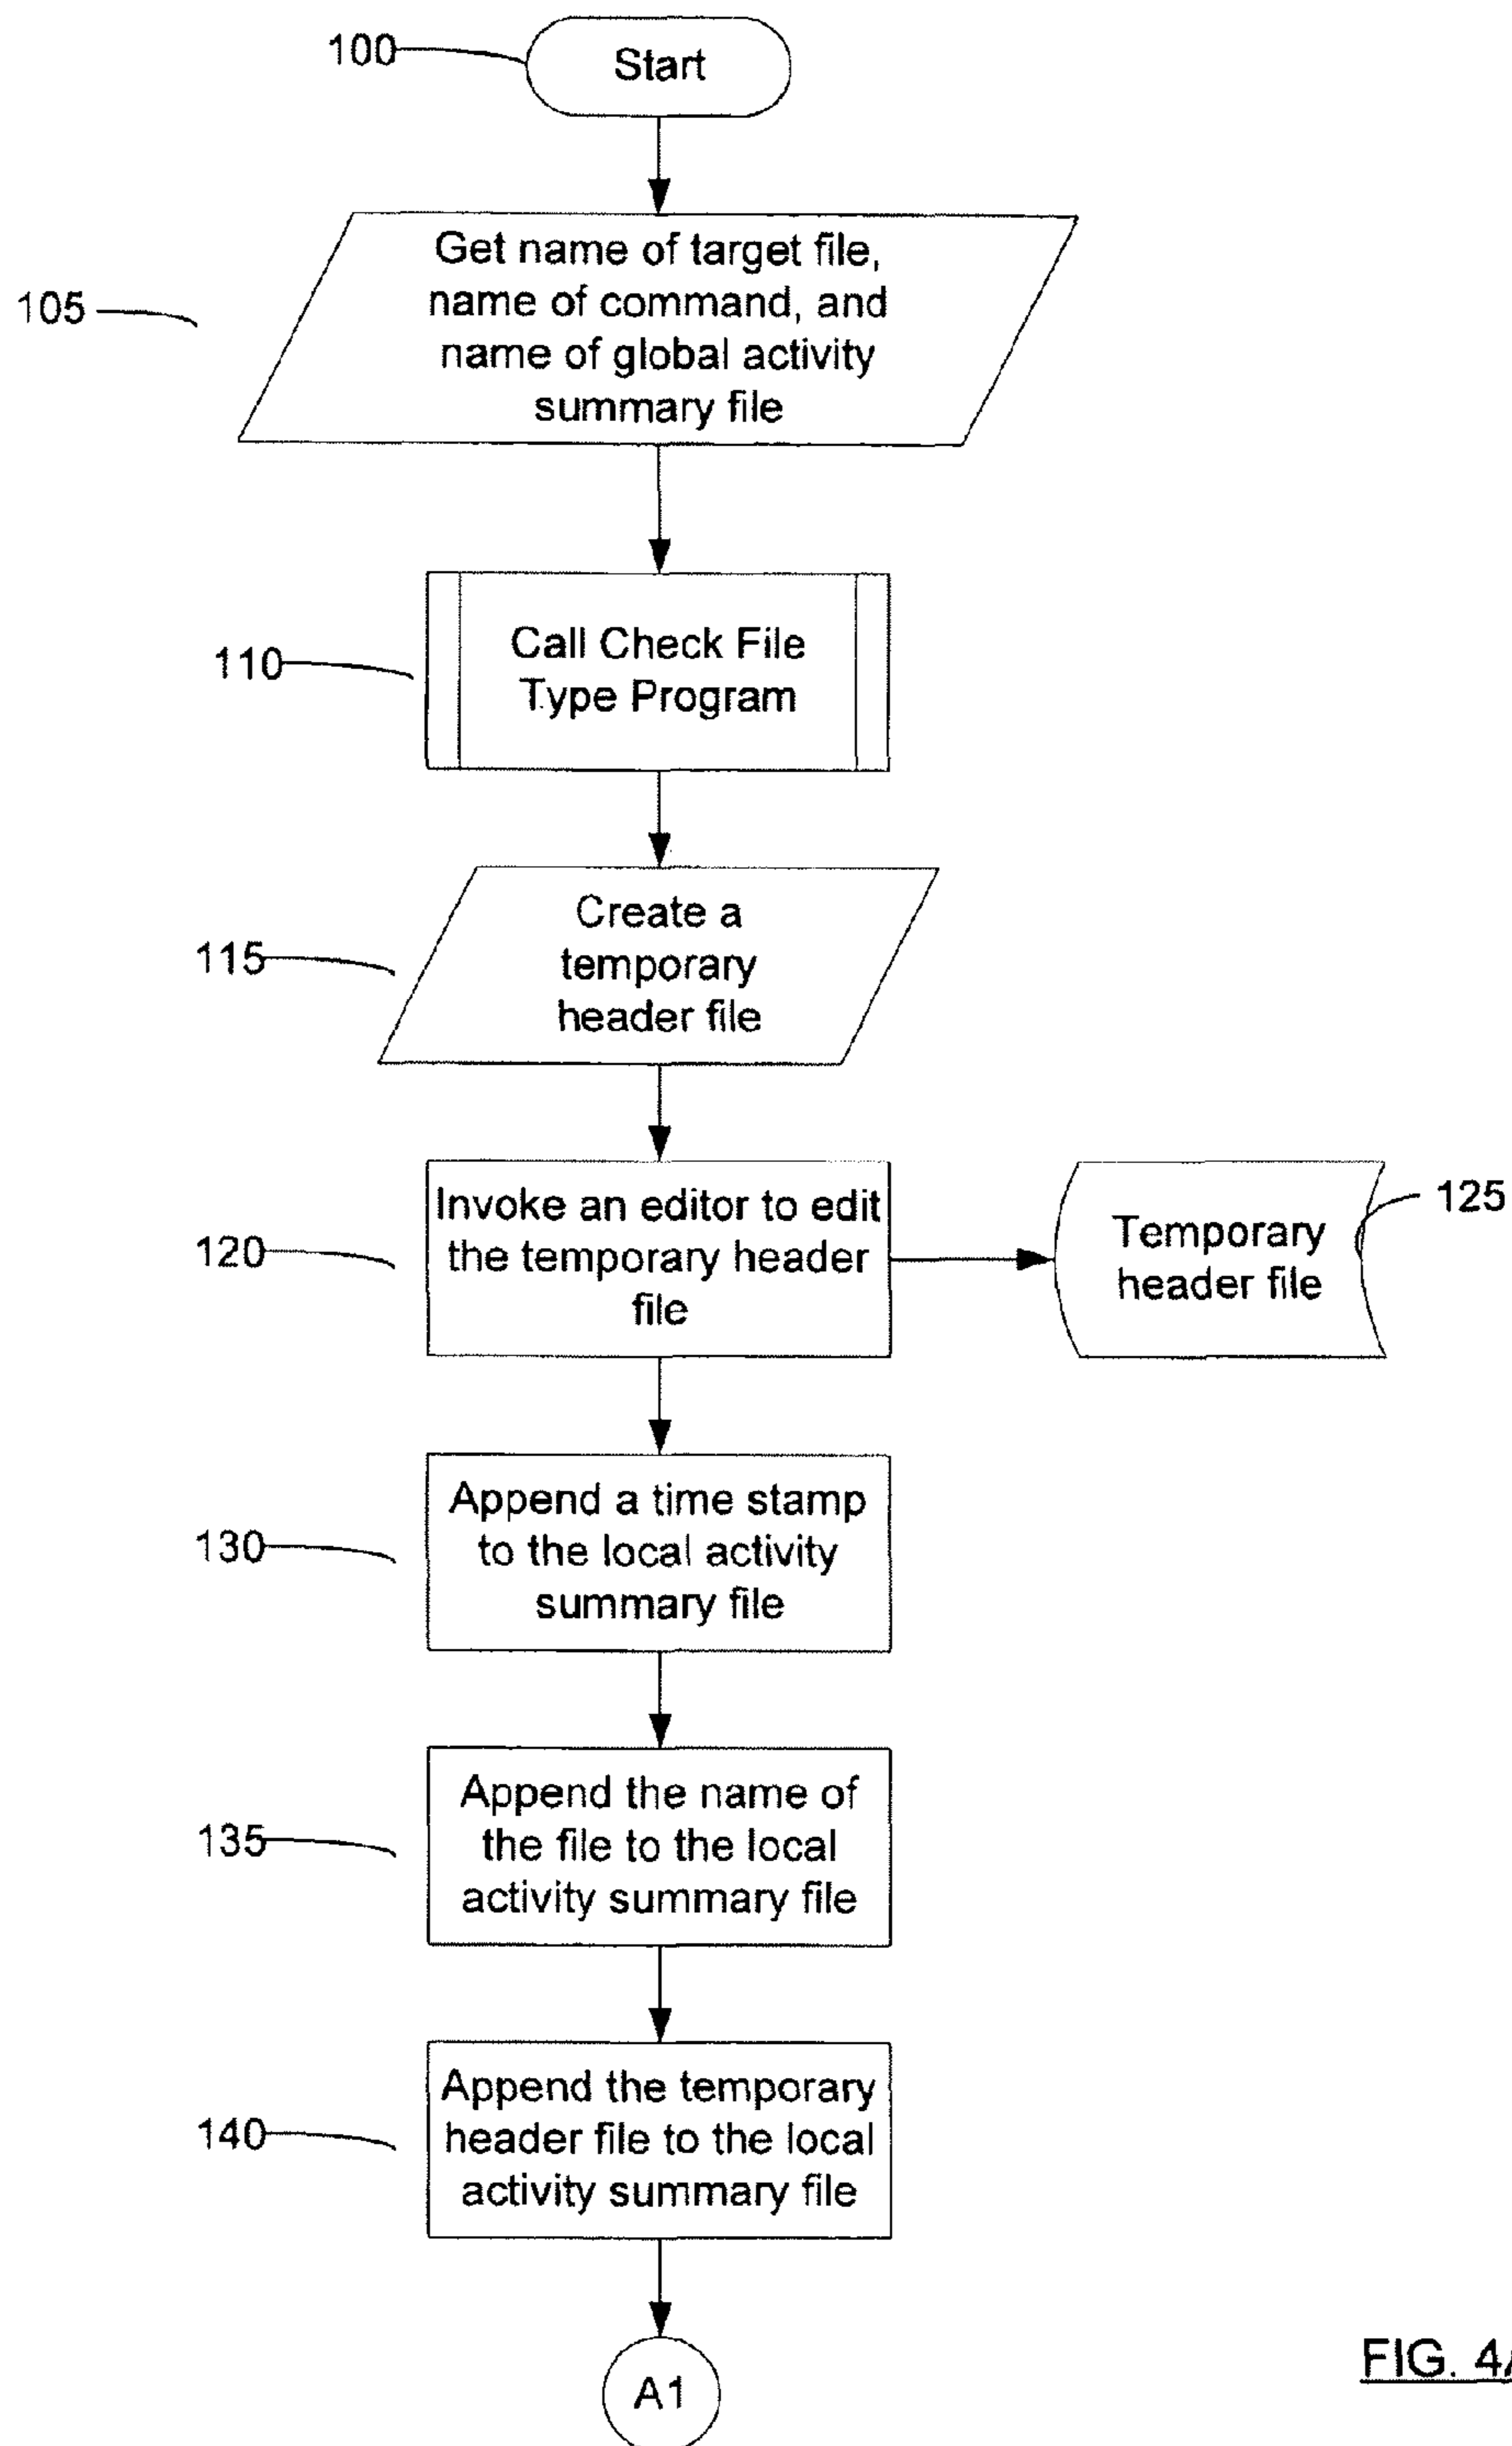 100
Start
105
Get name of target file,
name of command, and
name of global activity
summary file
110
Call Check File
Type Program
115
Create a
temporary
header file
120
Invoke an editor to edit
the temporary header
file
125
Temporary
header file
130
Append a time stamp
to the local activity
summary file
135
Append the name of
the file to the local
activity summary file
140
Append the temporary
header file to the local
activity summary file
A1
FIG. 4A